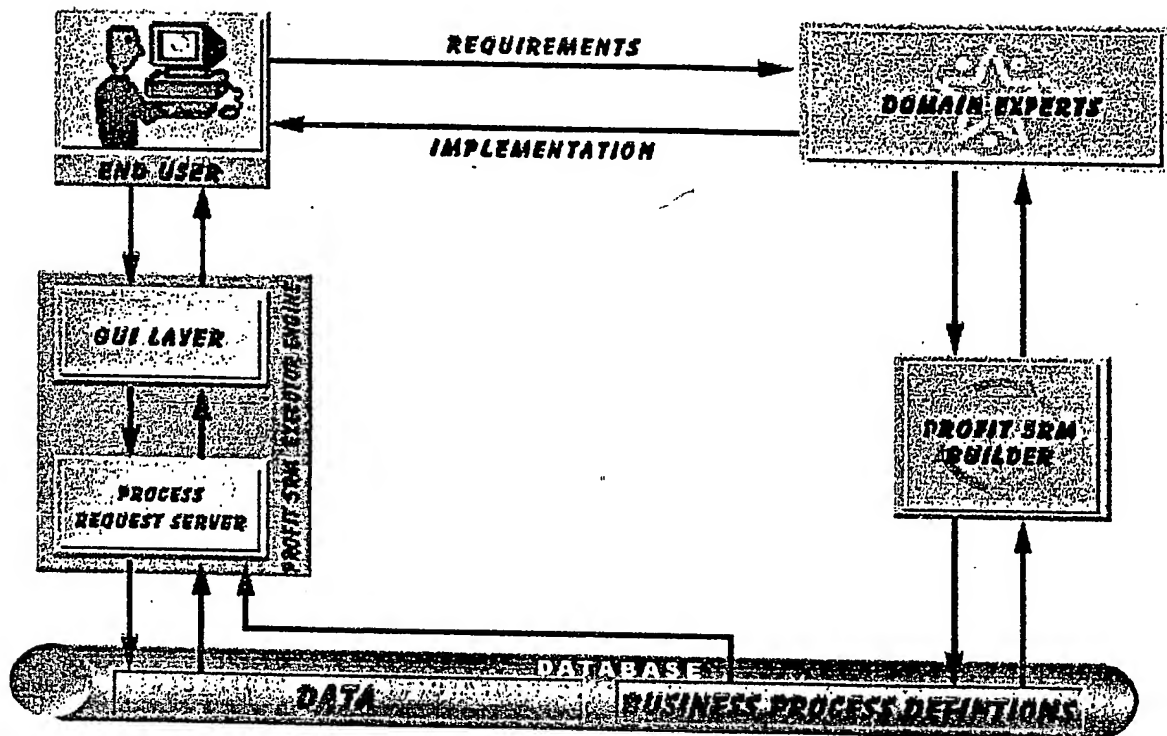 REQUIREMENTS
DOMAIN EXPERTS
IMPLEMENTATION
END USER
GUI LAYER
PROFIT SRM EXECUTOR ENGINE
PROFIT SRM
BUILDER
PROCESS
REQUEST SERVER
DATABASE
DATA
BUSINESS PROCESS DEFINTIONS